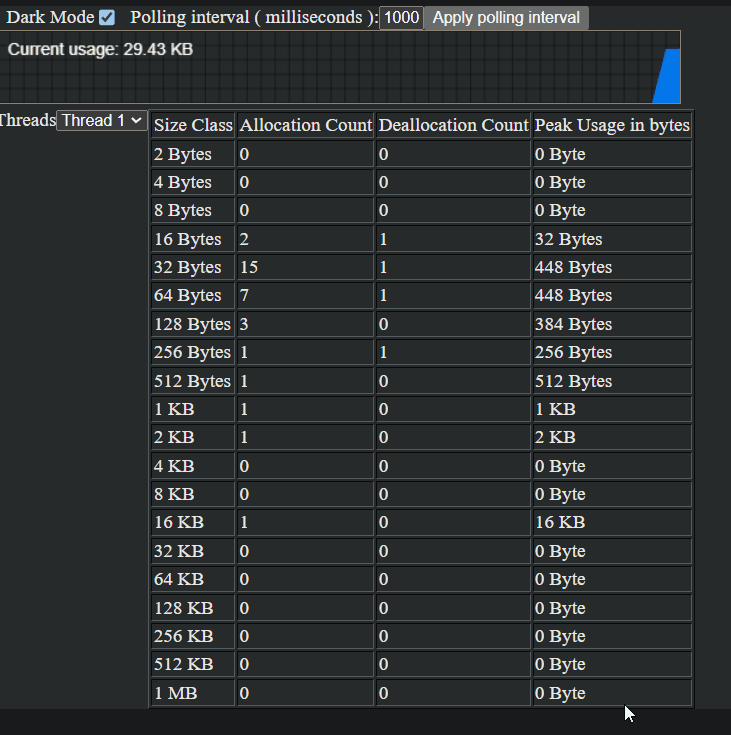 Dark Mode Polling interval ( milliseconds ): 1000 Apply polling interval
Current usage: 29.43 KB
Threads Thread 1 Size Class Allocation Count Deallocation Count Peak Usage in bytes
2 Bytes 0 0 0 Byte
4 Bytes 0 0 0 Byte
8 Bytes 0 0 0 Byte
16 Bytes 2 1 32 Bytes
32 Bytes 15 1 448 Bytes
64 Bytes 7 1 448 Bytes
128 Bytes 3 0 384 Bytes
256 Bytes 1 1 256 Bytes
512 Bytes 1 0 512 Bytes
1 KB 1 0 1 KB
2 KB 1 0 2 KB
4 KB 0 0 0 Byte
8 KB 0 0 0 Byte
16 KB 1 0 16 KB
32 KB 0 0 0 Byte
64 KB 0 0 0 Byte
128 KB 0 0 0 Byte
256 KB 0 0 0 Byte
512 KB 0 0 0 Byte
1 MB 0 0 0 Byte